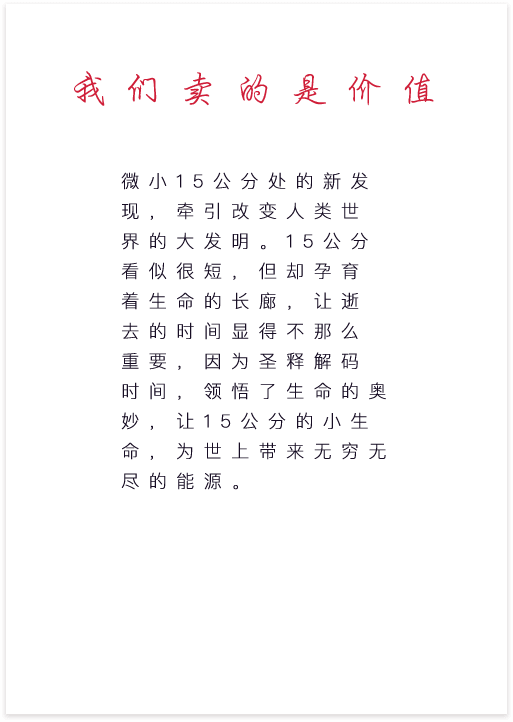 我们卖的是价值
微小15公分处的新发
现，牵引改变人类世
界的大发明。15公分
看似很短，但却孕育
着生命的长廊，让逝
去的时间显得不那么
重要，因为圣释解码
时间，领悟了生命的奥
妙，让15公分的小生
命，为世上带来无穷无
尽的能源。